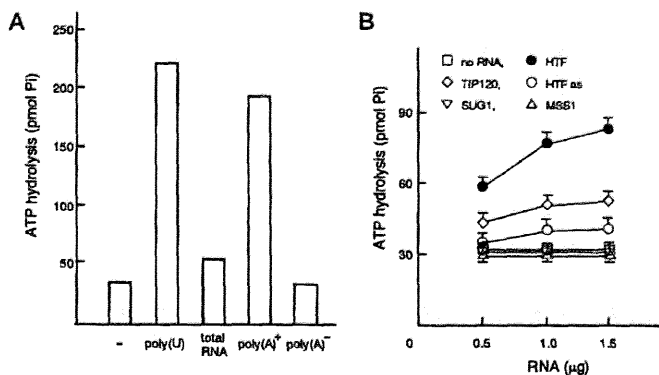 A
ATP hydrolysis (pmol Pi)
250
200
150
100
50
-
poly(U)
total
RNA
poly(A)+
poly(A)−
B
no RNA,
HTF
TIP120,
HTF as
SUG1,
MSS1
ATP hydrolysis (pmol Pi)
90
60
30
0
0.5
1.0
1.5
RNA (µg)